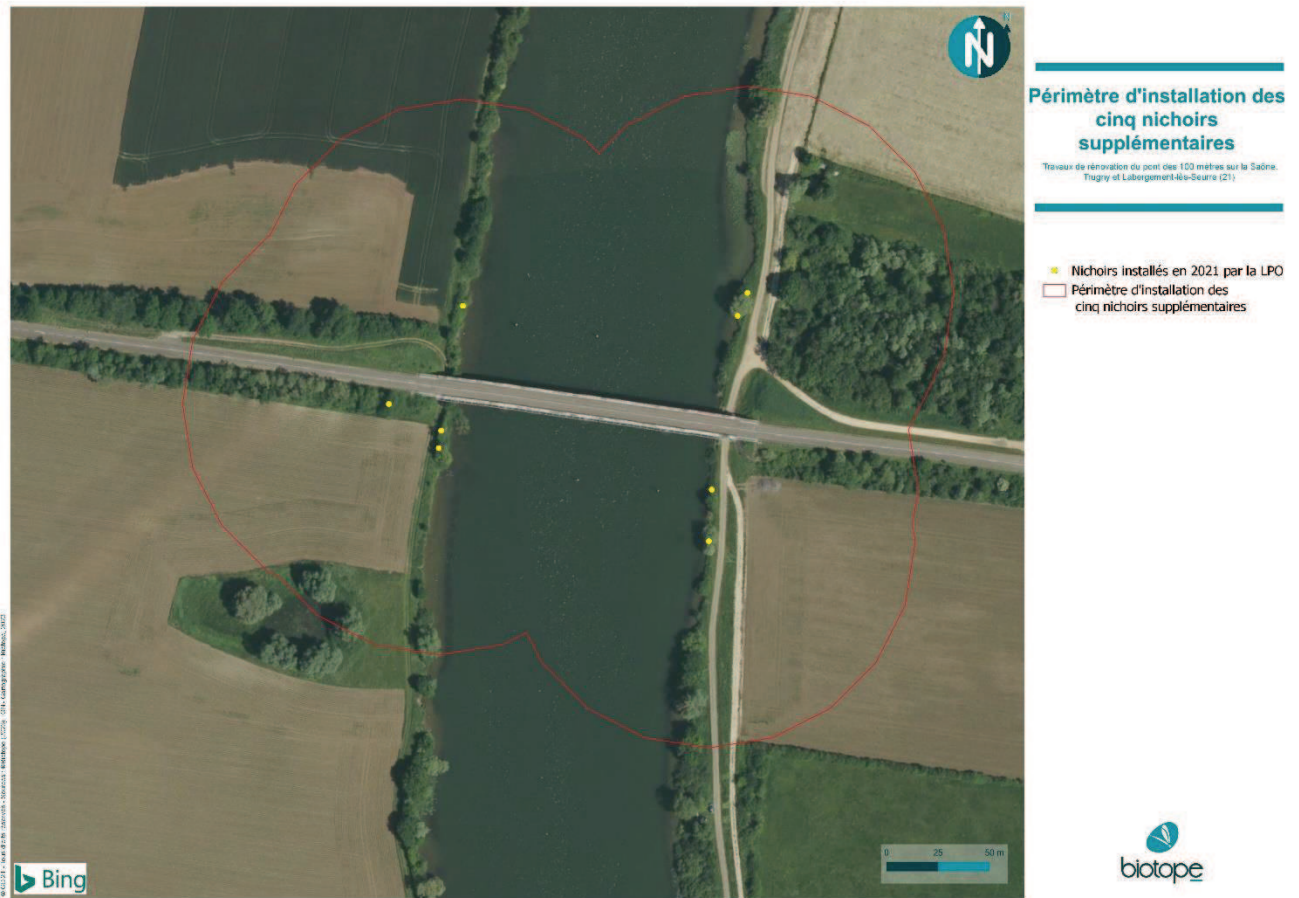 N
N
Périmètre d'installation des
cinq nichoirs
supplémentaires
Travaux de rénovation du pont des 100 mètres sur la Saône.
Trugny et Labergement-lès-Seurre (21)
Nichoirs installés en 2021 par la LPO
Périmètre d'installation des
cinq nichoirs supplémentaires
0 25 50 m
Bing
biotope